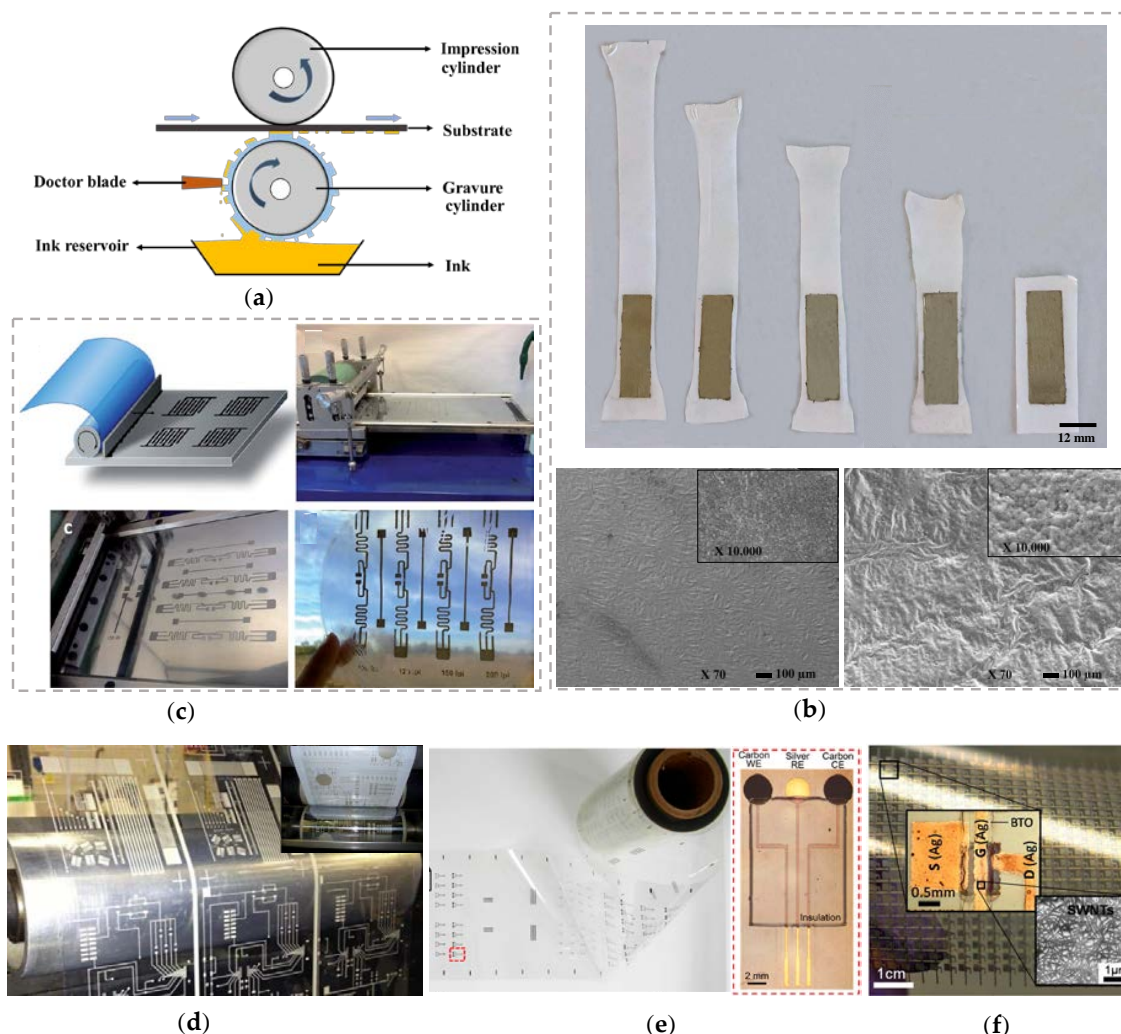 Impression
cylinder
Substrate
Doctor blade
Gravure
cylinder
Ink reservoir
Ink
(a)
12 mm
X 10,000
X 10,000
X 70
100 µm
X 70
100 µm
(b)
c
(c)
(d)
Carbon
WE
Silver
RE
Carbon
CE
Insulation
2 mm
(e)
S (Ag)
G (Ag)
BTO
D (Ag)
0.5mm
SWNTs
1cm
(f)